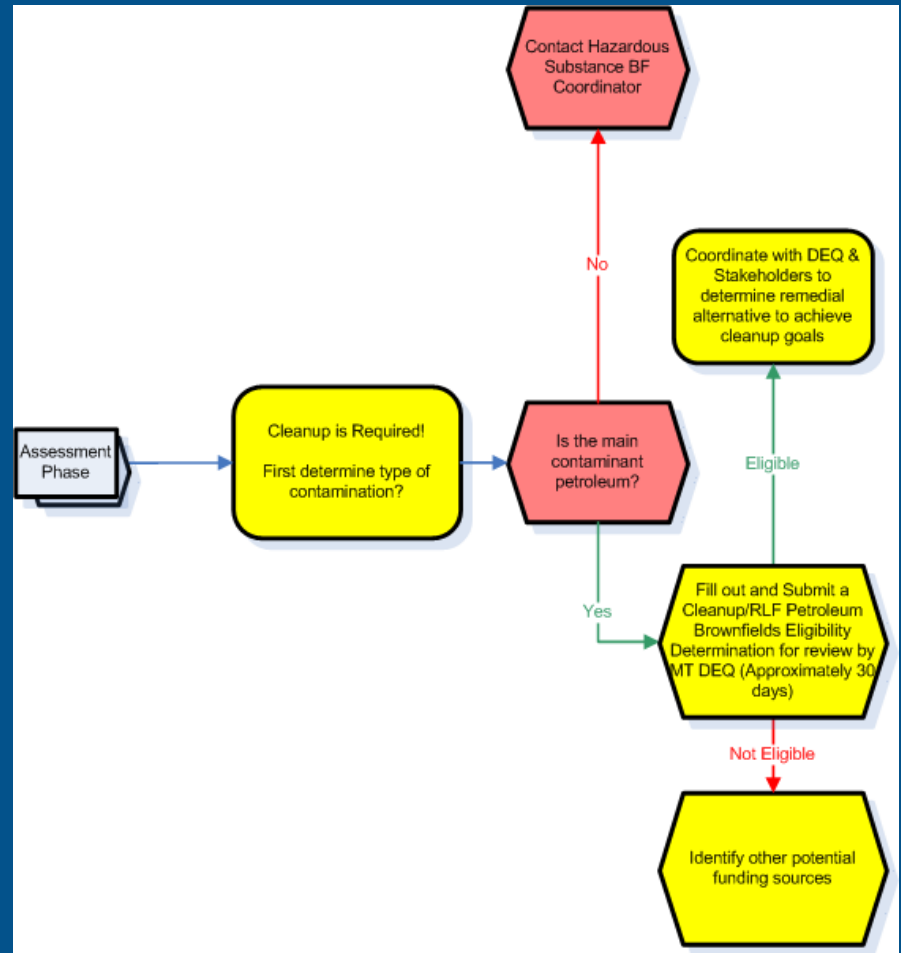 Contact Hazardous
Substance BF
Coordinator
No
Coordinate with DEQ &
Stakeholders to
determine remedial
alternative to achieve
cleanup goals
Assessment
Phase
Cleanup is Required!
First determine type of
contamination?
Is the main
contaminant
petroleum?
Eligible
Yes
Fill out and Submit a
Cleanup/RLF Petroleum
Brownfields Eligibility
Determination for review by
MT DEQ (Approximately 30
days)
Not Eligible
Identify other potential
funding sources